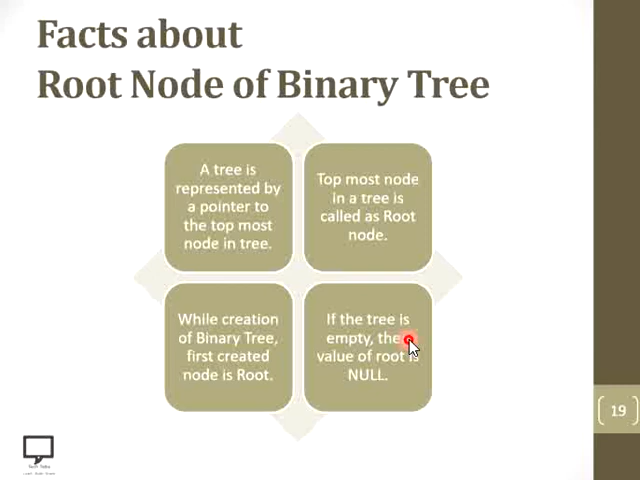 Facts about
Root Node of Binary Tree
A tree is
represented by
a pointer to
the top most
node in tree.
Top most node
in a tree is
called as Root
node.
While creation
of Binary Tree,
first created
node is Root.
If the tree is
empty, the
value of root is
NULL.
19